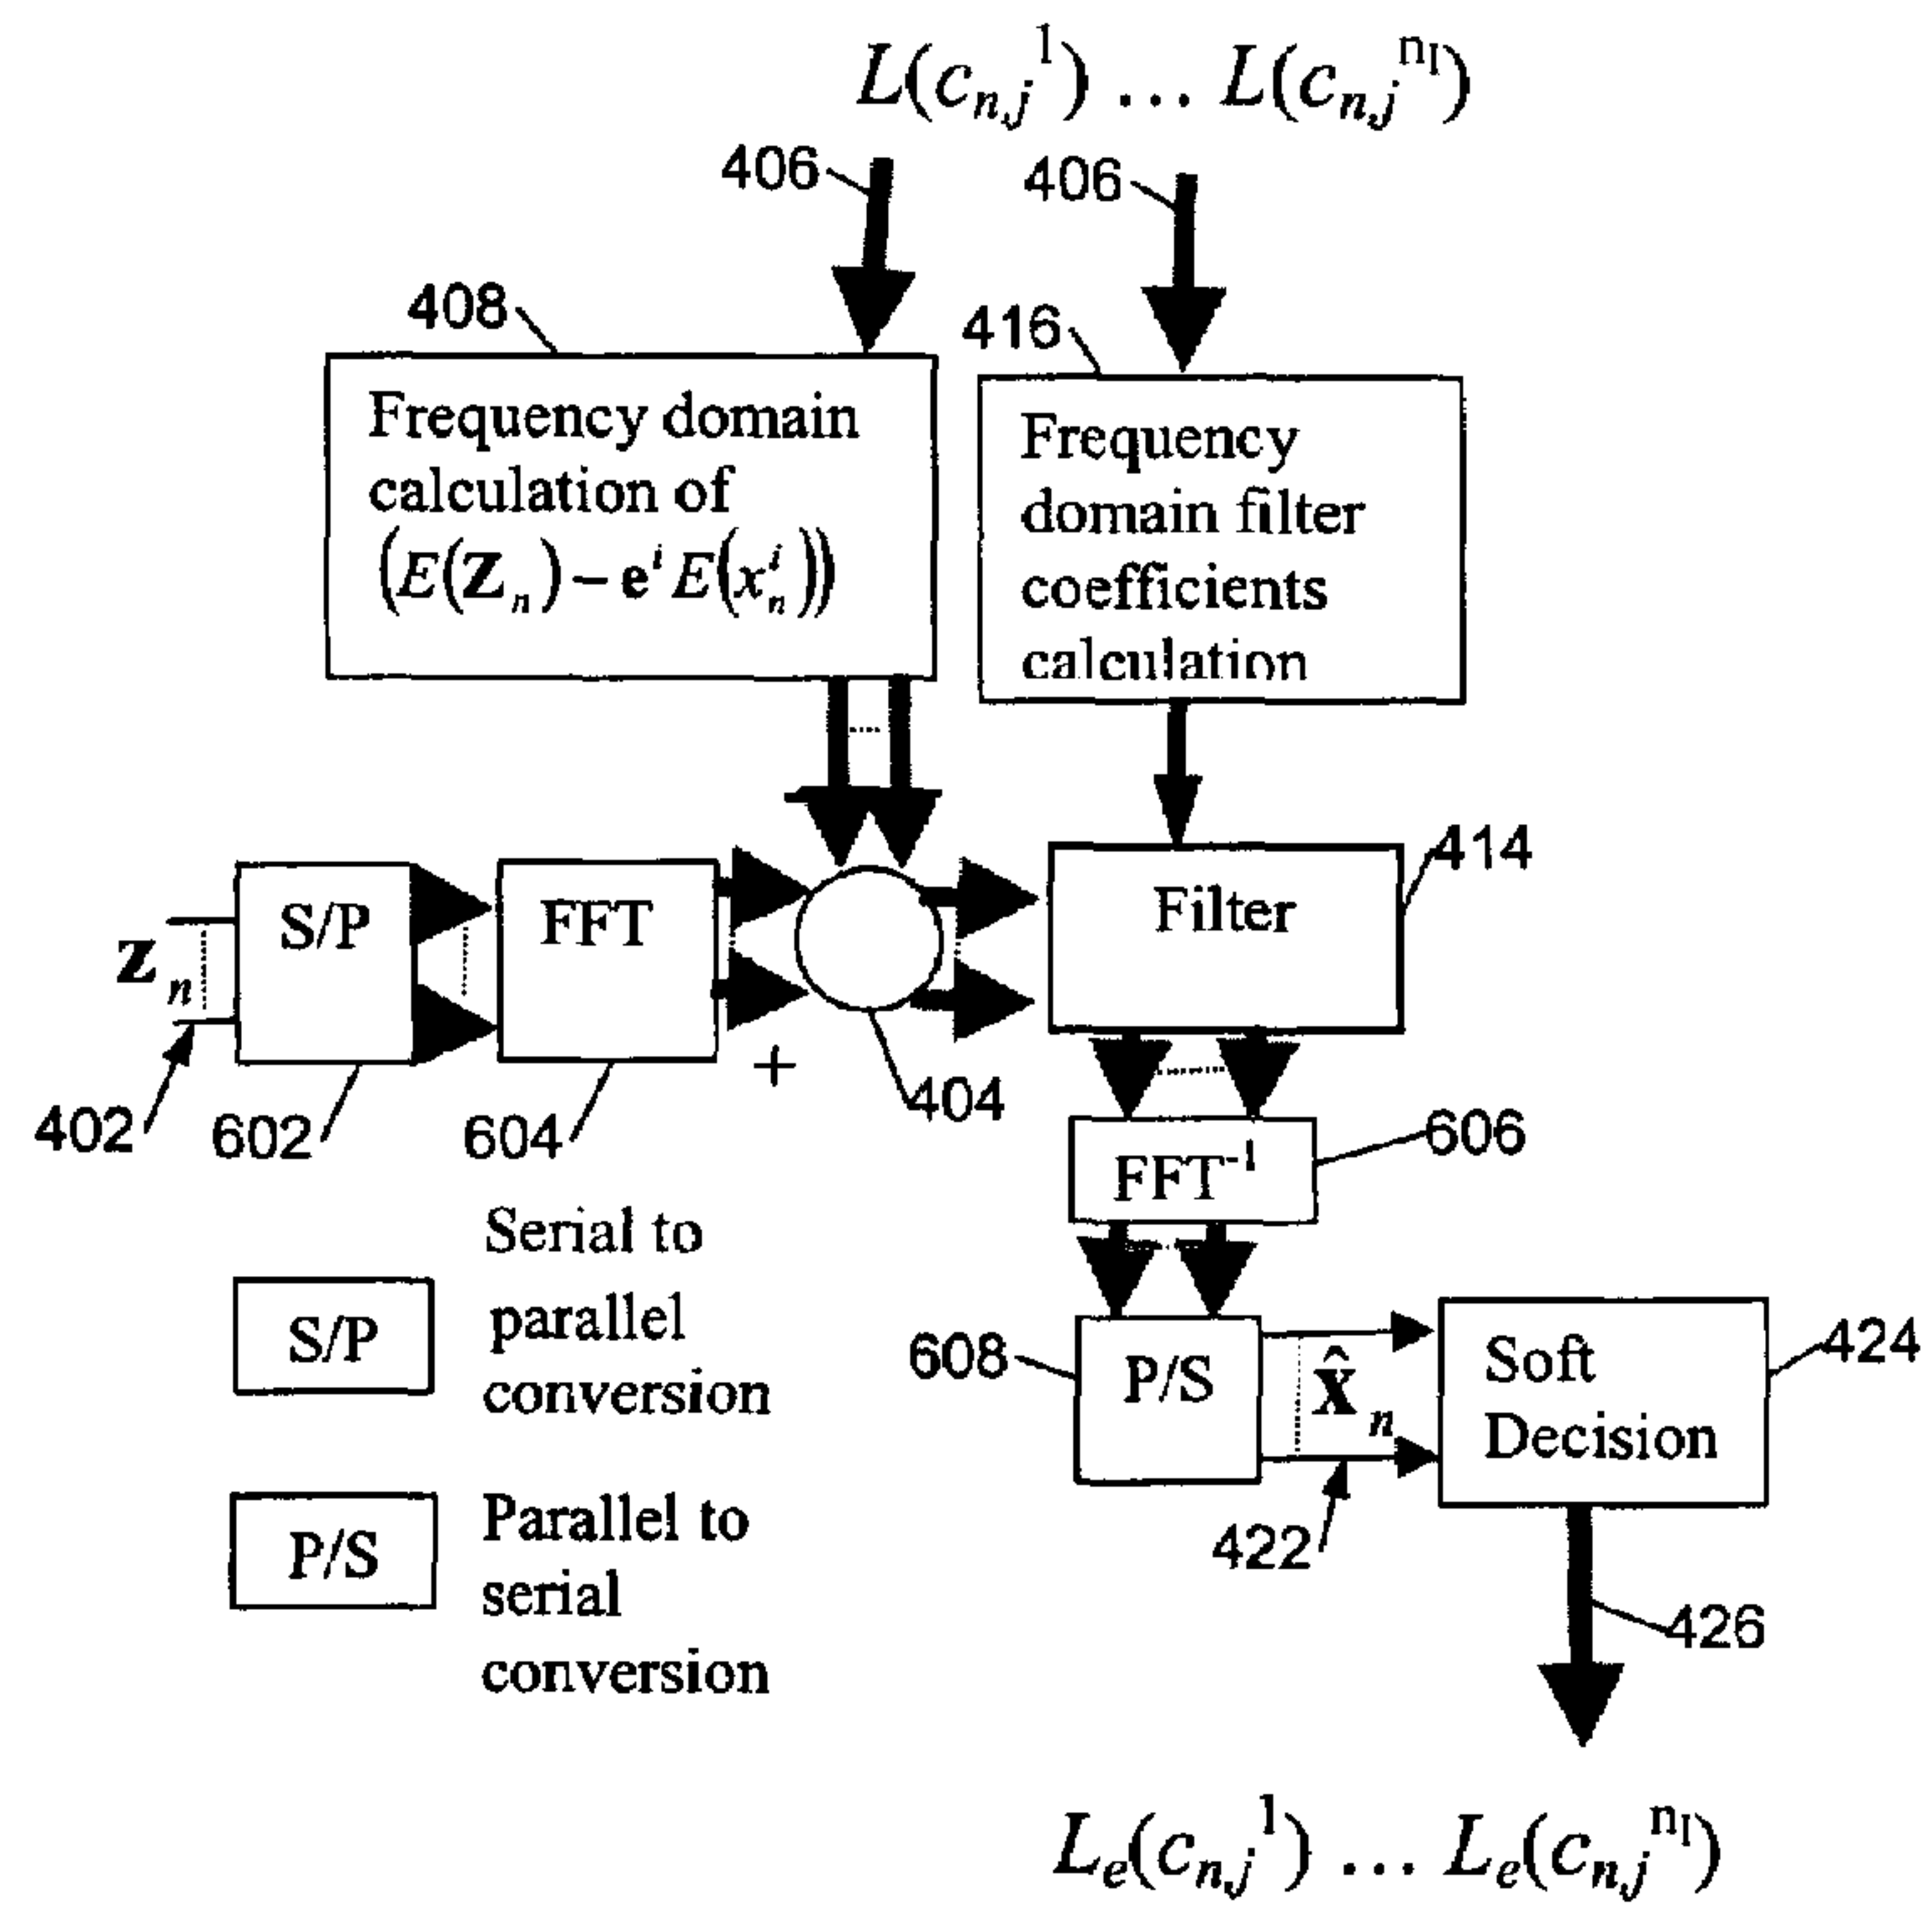 L(c_{n,j}^1) ... L(c_{n,j}^{n_I})
406
406
408
416
Frequency domain
calculation of
(E(Z_n) – e^i E(x_n^i))
Frequency
domain filter
coefficients
calculation
414
S/P
FFT
Filter
z_n
+
404
402
602
604
606
FFT^{-1}
Serial to
parallel
conversion
S/P
608
P/S
x̂_n
Soft
Decision
424
422
P/S
Parallel to
serial
conversion
426
L_e(c_{n,j}^1) ... L_e(c_{n,j}^{n_I})